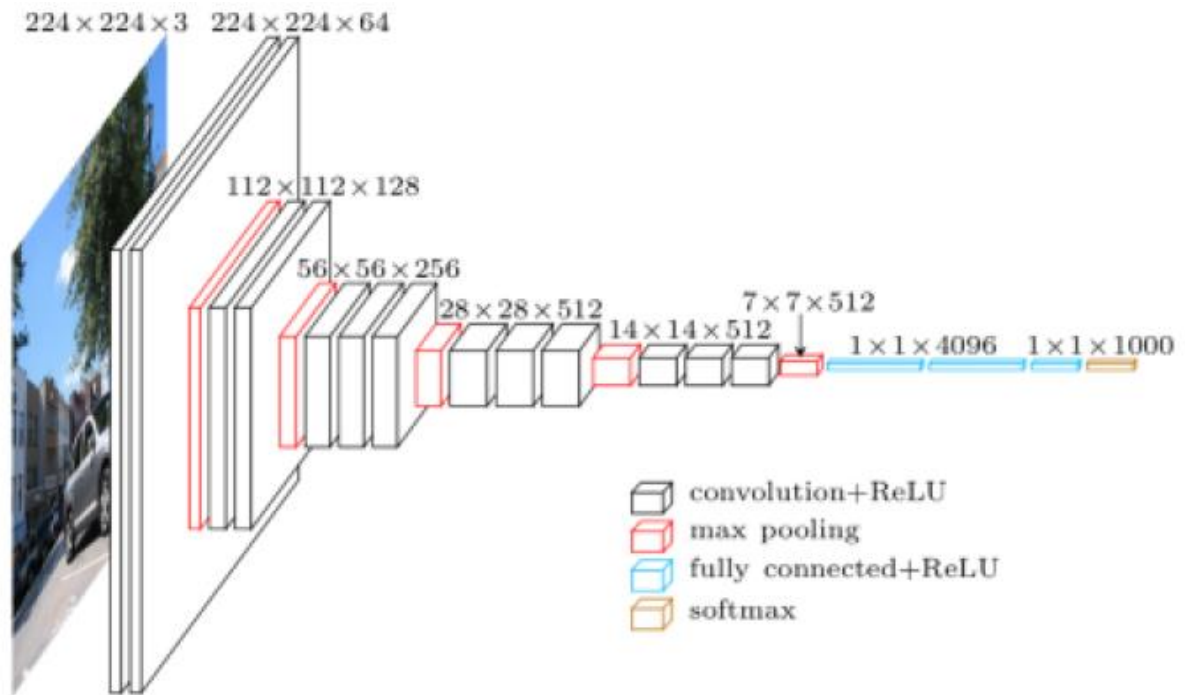 224×224×3
224×224×64
112×112×128
56×56×256
28×28×512
14×14×512
7×7×512
1×1×4096
1×1×1000
convolution+ReLU
max pooling
fully connected+ReLU
softmax